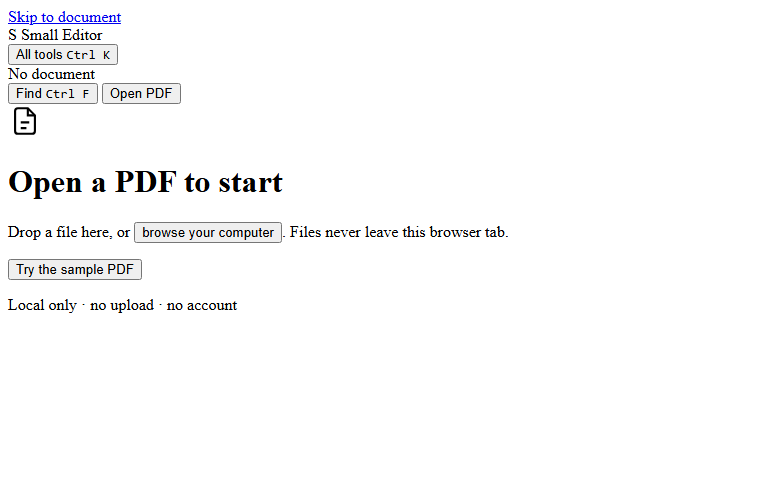 Skip to document
S Small Editor
All tools Ctrl K
No document
Find Ctrl F Open PDF
Open a PDF to start
Drop a file here, or browse your computer. Files never leave this browser tab.
Try the sample PDF
Local only · no upload · no account